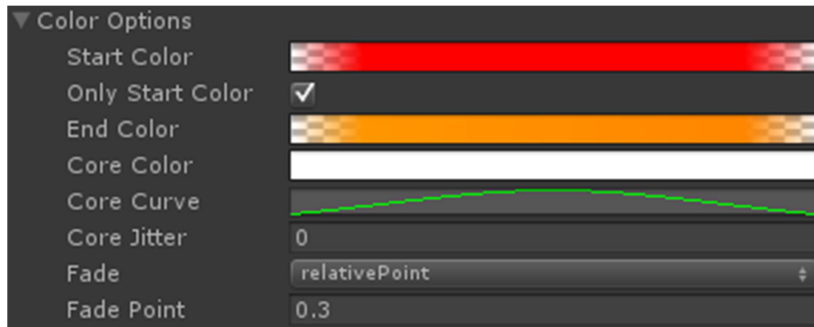 Color Options
Start Color
Only Start Color
End Color
Core Color
Core Curve
Core Jitter 0
Fade relativePoint
Fade Point 0.3